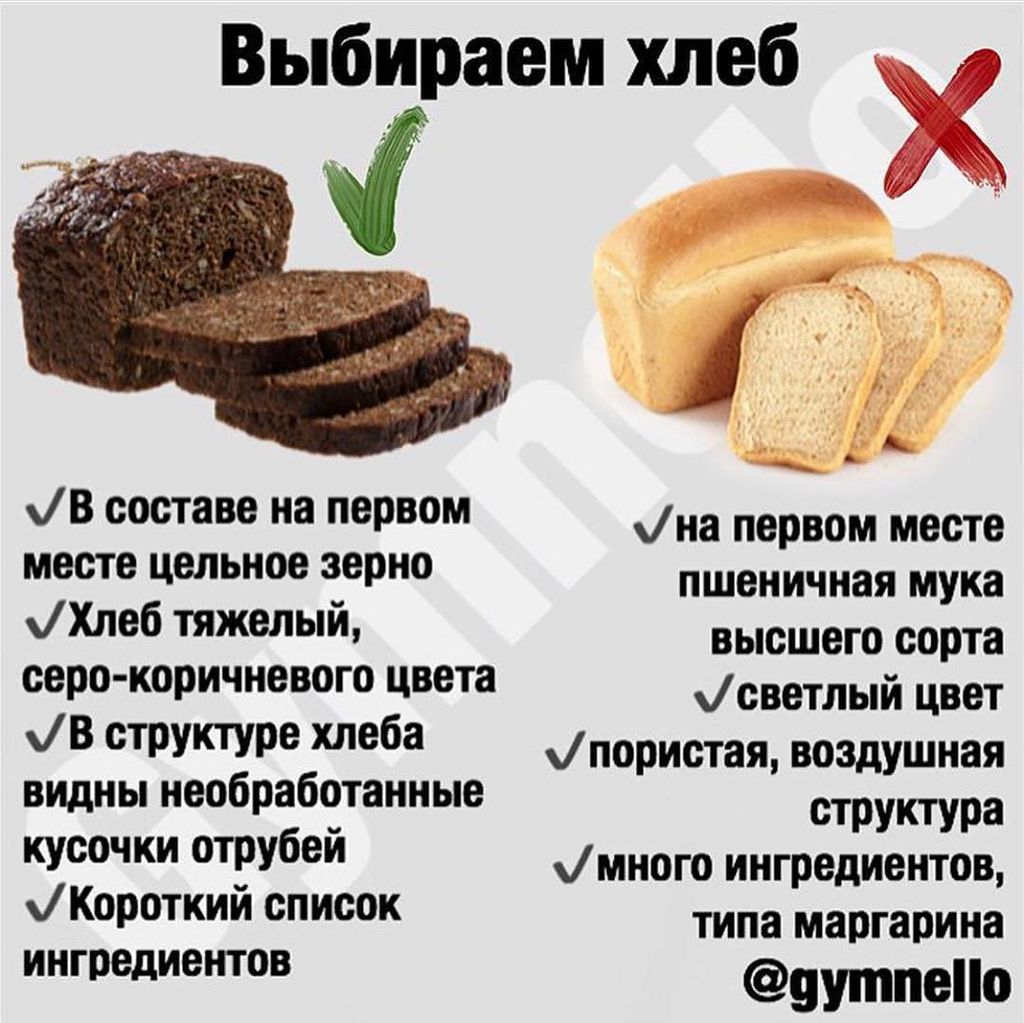 Выбираем хлеб
✓В составе на первом
месте цельное зерно
✓Хлеб тяжелый,
серо-коричневого цвета
✓В структуре хлеба
видны необработанные
кусочки отрубей
✓Короткий список
ингредиентов
✓на первом месте
пшеничная мука
высшего сорта
✓светлый цвет
✓пористая, воздушная
структура
✓много ингредиентов,
типа маргарина
@gymnello
Gymnello